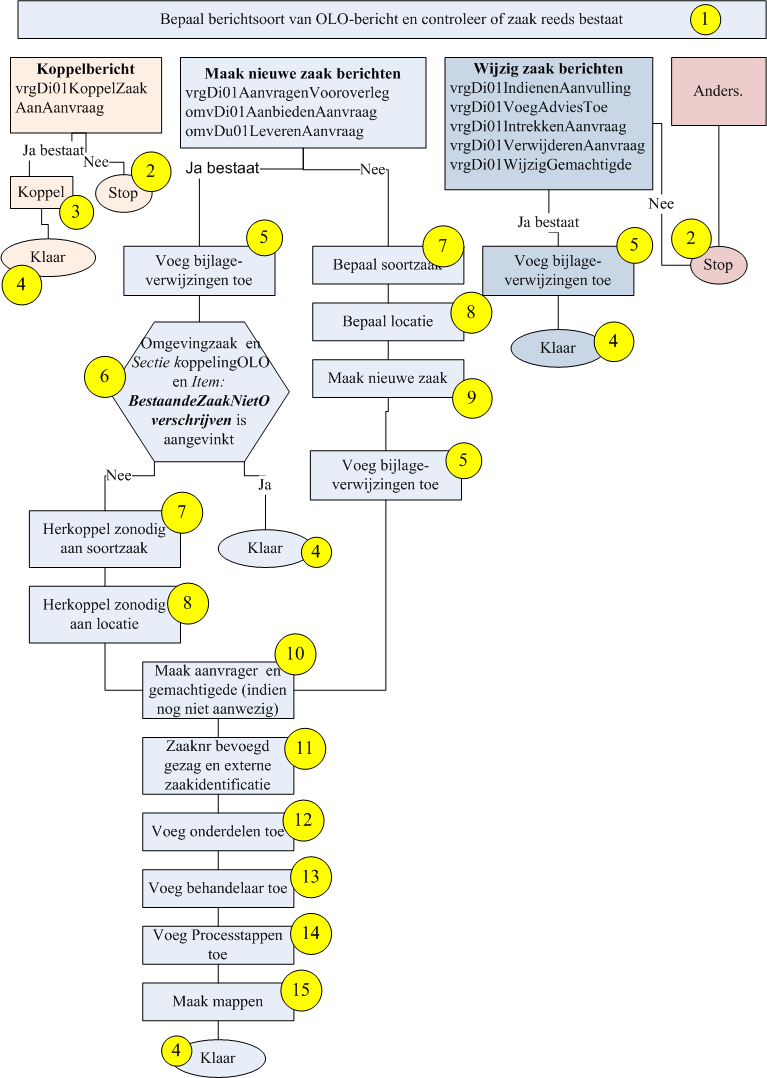 Bepaal berichtsoort van OLO-bericht en controleer of zaak reeds bestaat
1
Koppelbericht
vrgDi01KoppelZaak
AanAanvraag
Maak nieuwe zaak berichten
vrgDi01AanvragenVooroverleg
omvDi01AanbiedenAanvraag
omvDu01LeverenAanvraag
Wijzig zaak berichten
vrgDi01IndienenAanvulling
vrgDi01VoegAdviesToe
vrgDi01IntrekkenAanvraag
vrgDi01VerwijderenAanvraag
vrgDi01WijzigGemachtigde
Anders.
Ja bestaat
Nee
Koppel
3
Stop
2
Klaar
4
Ja bestaat
Nee
Ja bestaat
Nee
Voeg bijlage-
verwijzingen toe
5
Bepaal soortzaak
7
Voeg bijlage-
verwijzingen toe
5
2
Stop
Bepaal locatie
8
Klaar
4
Omgevingzaak en
Sectie koppelingOLO
en Item:
BestaandeZaakNietO
verschrijven is
aangevinkt
6
Maak nieuwe zaak
9
Voeg bijlage-
verwijzingen toe
5
Nee
Ja
Herkoppel zonodig
aan soortzaak
7
Klaar
4
Herkoppel zonodig
aan locatie
8
Maak aanvrager en
gemachtigede (indien
nog niet aanwezig)
10
Zaaknr bevoegd
gezag en externe
zaakidentificatie
11
Voeg onderdelen toe
12
Voeg behandelaar toe
13
Voeg Processtappen
toe
14
Maak mappen
15
4
Klaar